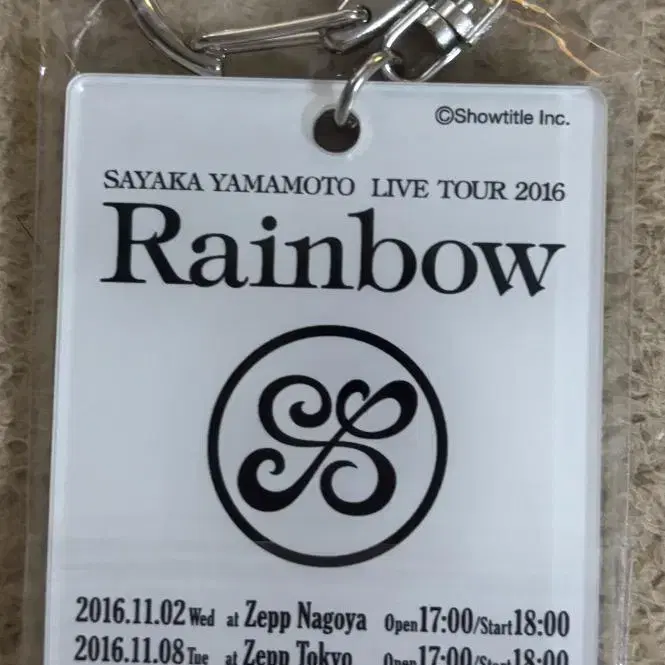 ©Showtitle Inc.
SAYAKA YAMAMOTO LIVE TOUR 2016
Rainbow
2016.11.02 Wed at Zepp Nagoya Open17:00/Start18:00
2016.11.08 Tue at Zepp Tokyo Open17:00/Start18:00